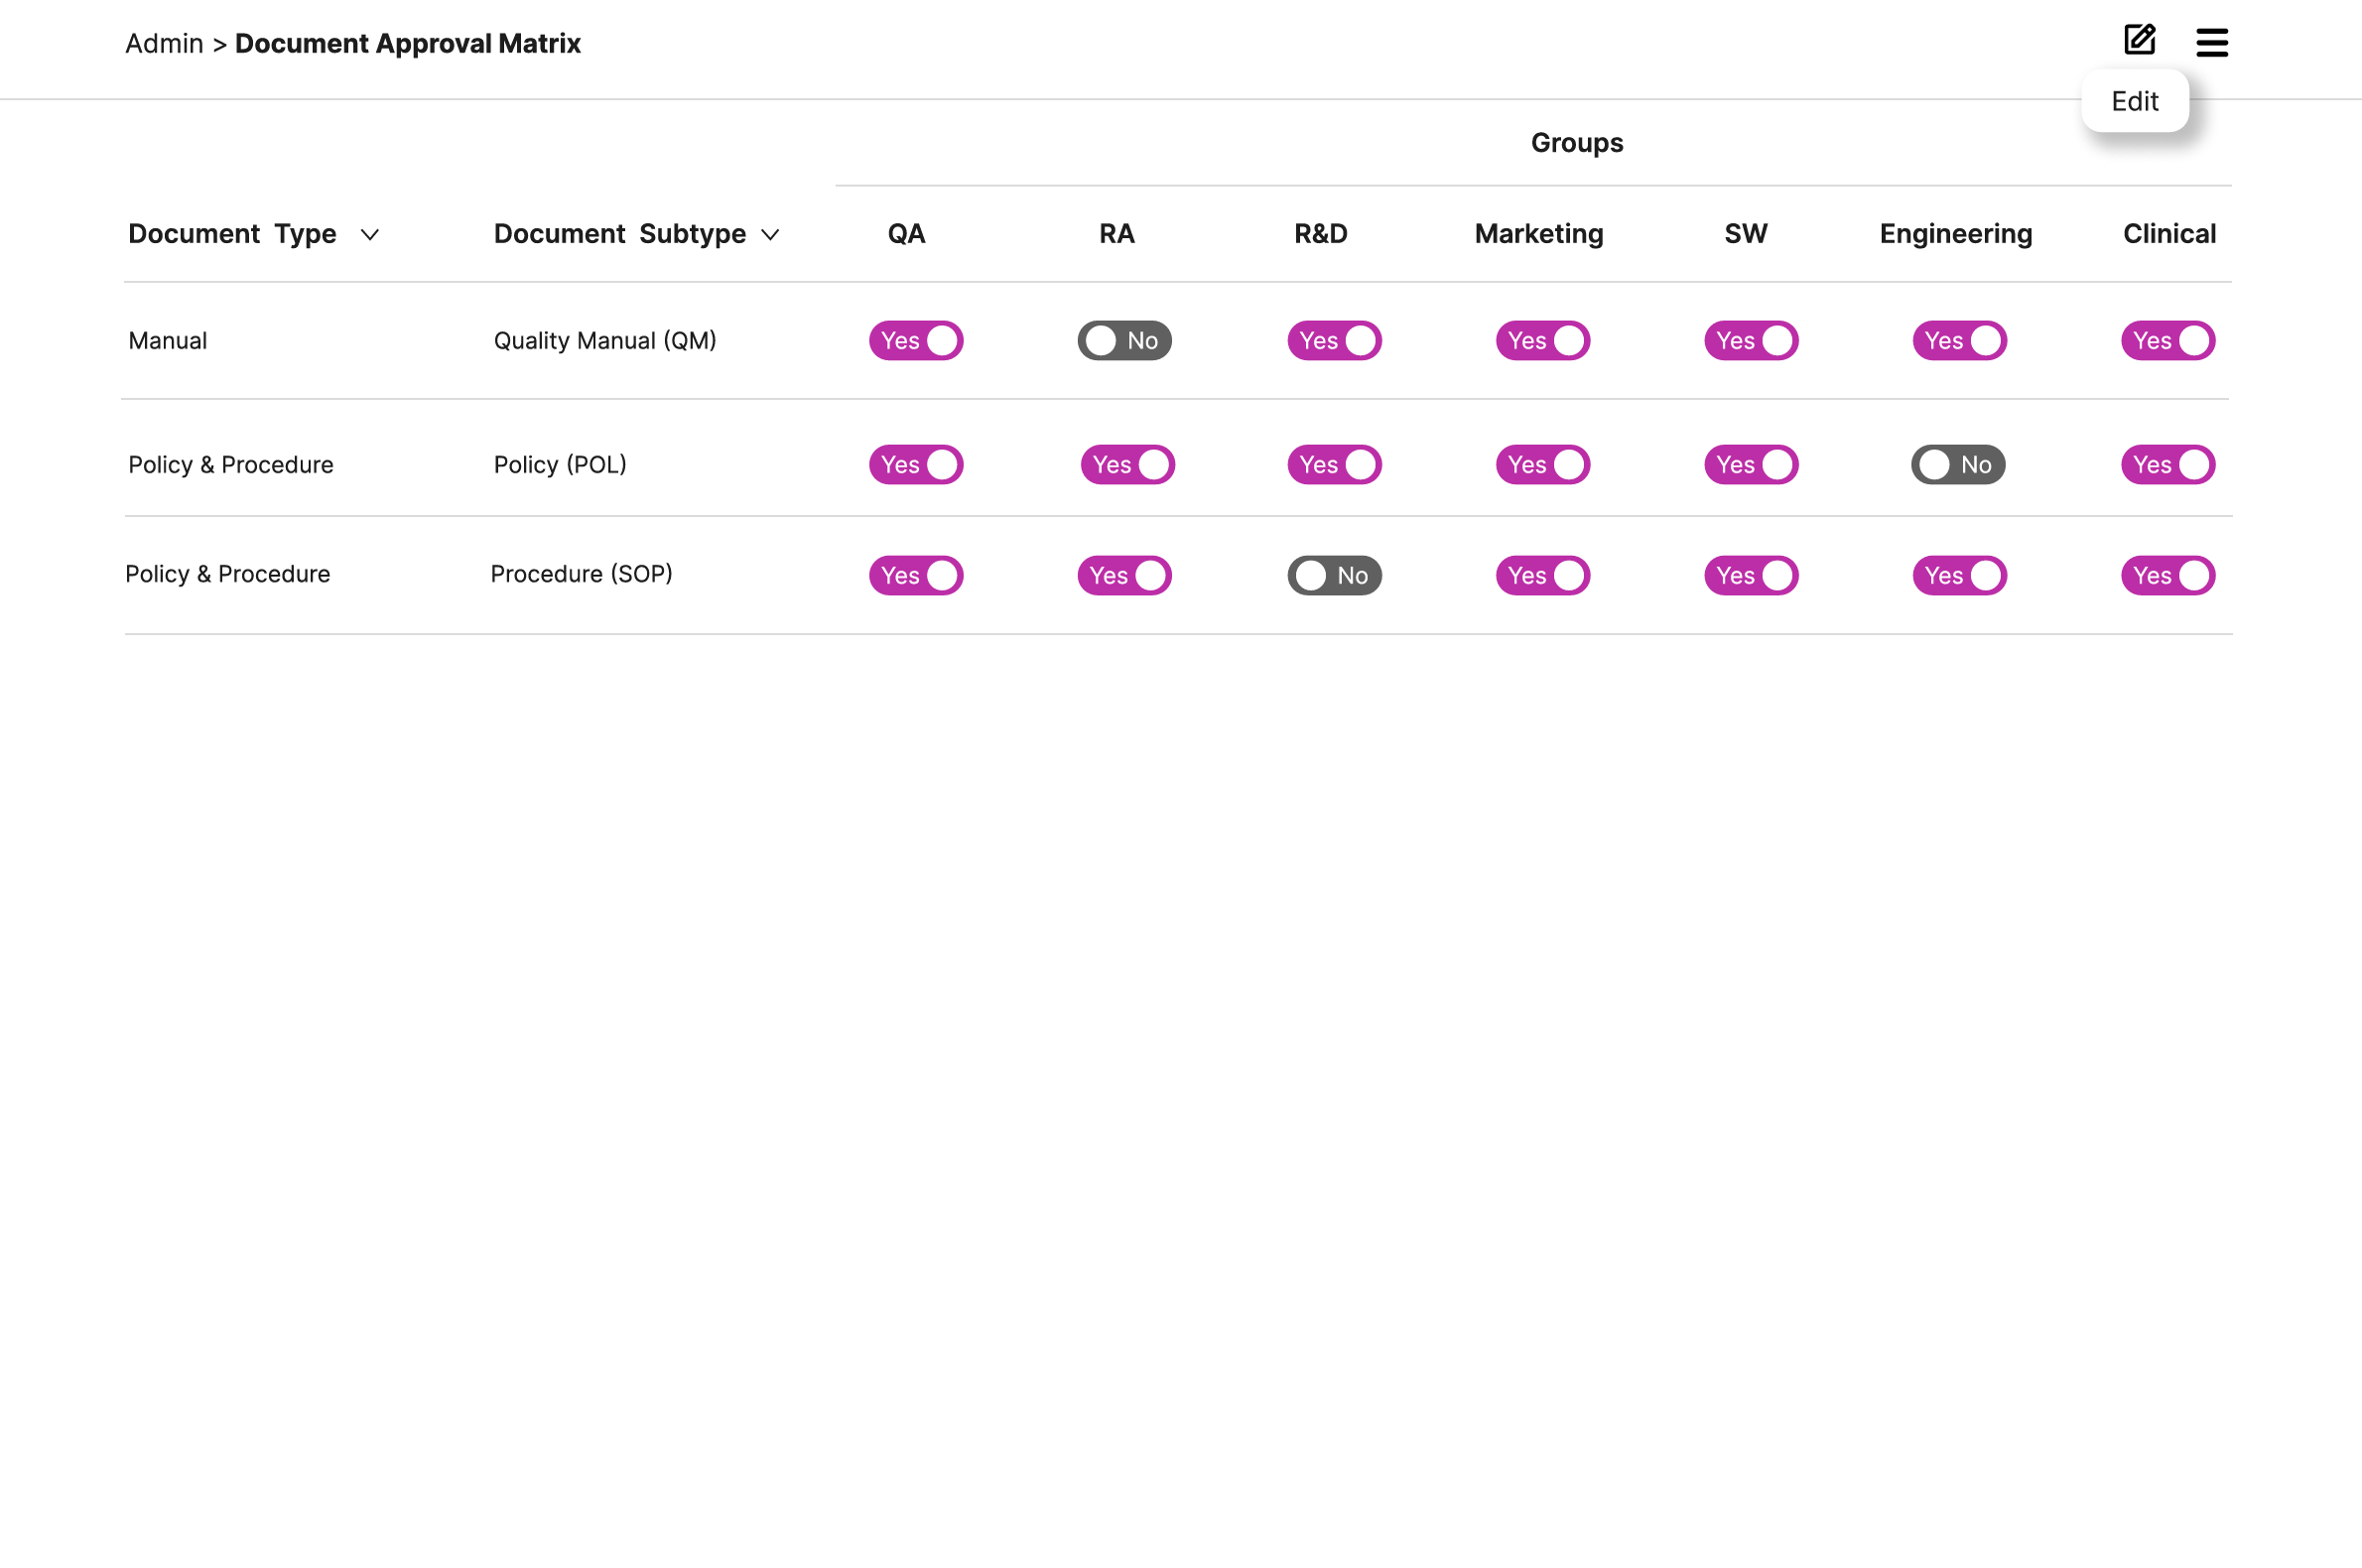 Admin > Document Approval Matrix
Edit
Groups
Document Type Document Subtype QA RA R&D Marketing SW Engineering Clinical
Manual Quality Manual (QM) Yes No Yes Yes Yes Yes Yes
Policy & Procedure Policy (POL) Yes Yes Yes Yes Yes No Yes
Policy & Procedure Procedure (SOP) Yes Yes No Yes Yes Yes Yes